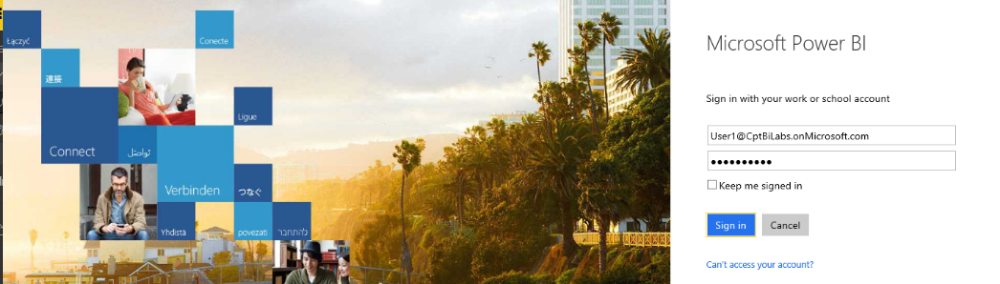 Łączyć
Conecte
連接
Ligue
Connect
تواصل
Verbinden
つなぐ
Yhdistä
povezati
להתחבר
Microsoft Power BI
Sign in with your work or school account
User1@CptBiLabs.onMicrosoft.com
●●●●●●●●●●
Keep me signed in
Sign in
Cancel
Can't access your account?